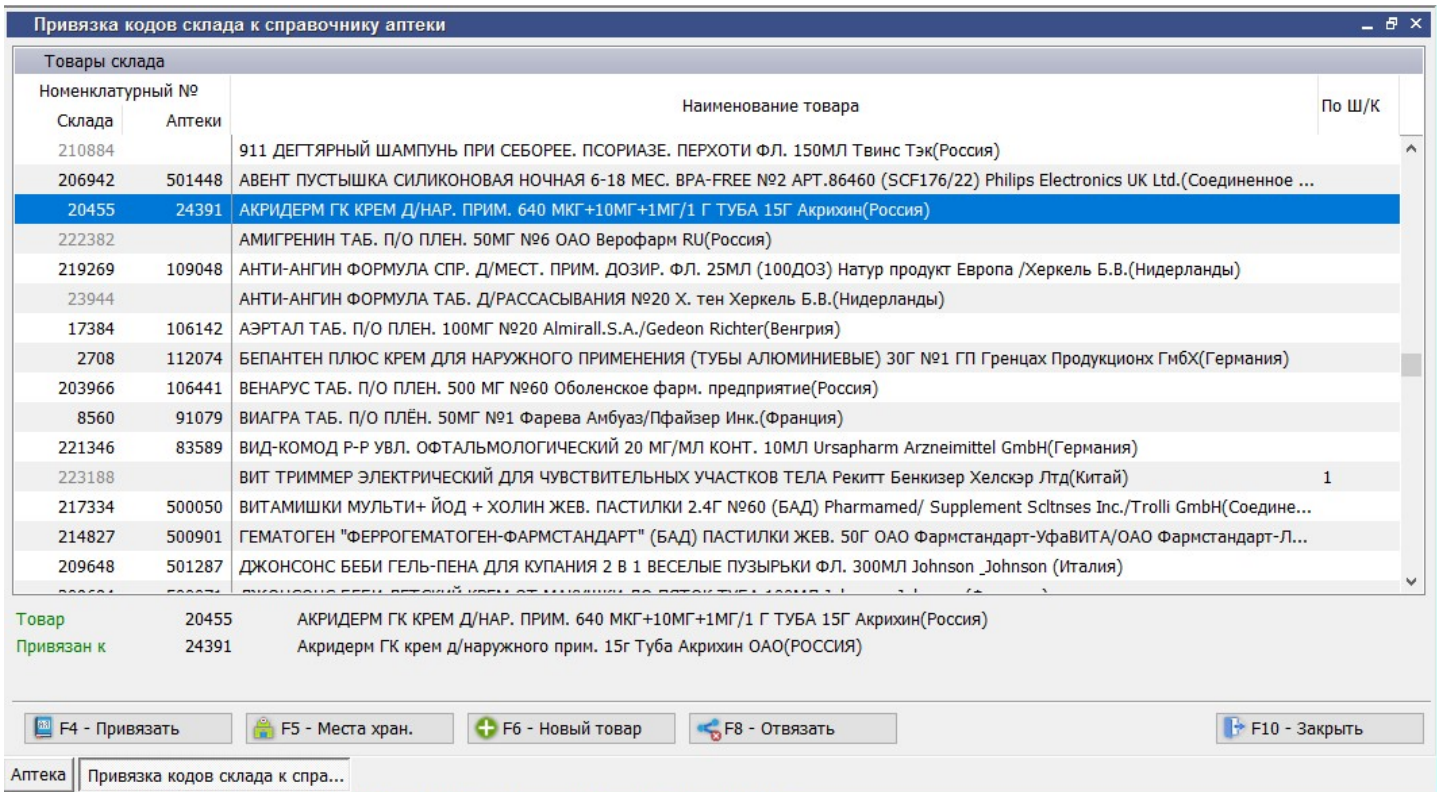 Привязка кодов склада к справочнику аптеки
Товары склада
Номенклатурный №
Наименование товара
По Ш/К
Склада Аптеки
210884 911 ДЕГТЯРНЫЙ ШАМПУНЬ ПРИ СЕБОРЕЕ. ПСОРИАЗЕ. ПЕРХОТИ ФЛ. 150МЛ Твинс Тэк(Россия)
206942 501448 АВЕНТ ПУСТЫШКА СИЛИКОНОВАЯ НОЧНАЯ 6-18 МЕС. BPA-FREE №2 АРТ.86460 (SCF176/22) Philips Electronics UK Ltd.(Соединенное ...
20455 24391 АКРИДЕРМ ГК КРЕМ Д/НАР. ПРИМ. 640 МКГ+10МГ+1МГ/1 Г ТУБА 15Г Акрихин(Россия)
222382 АМИГРЕНИН ТАБ. П/О ПЛЕН. 50МГ №6 ОАО Верофарм RU(Россия)
219269 109048 АНТИ-АНГИН ФОРМУЛА СПР. Д/МЕСТ. ПРИМ. ДОЗИР. ФЛ. 25МЛ (100ДОЗ) Натур продукт Европа /Херкель Б.В.(Нидерланды)
23944 АНТИ-АНГИН ФОРМУЛА ТАБ. Д/РАССАСЫВАНИЯ №20 Х. тен Херкель Б.В.(Нидерланды)
17384 106142 АЭРТАЛ ТАБ. П/О ПЛЕН. 100МГ №20 Almirall.S.A./Gedeon Richter(Венгрия)
2708 112074 БЕПАНТЕН ПЛЮС КРЕМ ДЛЯ НАРУЖНОГО ПРИМЕНЕНИЯ (ТУБЫ АЛЮМИНИЕВЫЕ) 30Г №1 ГП Гренцах Продукционх ГмбХ(Германия)
203966 106441 ВЕНАРУС ТАБ. П/О ПЛЕН. 500 МГ №60 Оболенское фарм. предприятие(Россия)
8560 91079 ВИАГРА ТАБ. П/О ПЛЁН. 50МГ №1 Фарева Амбуаз/Пфайзер Инк.(Франция)
221346 83589 ВИД-КОМОД Р-Р УВЛ. ОФТАЛЬМОЛОГИЧЕСКИЙ 20 МГ/МЛ КОНТ. 10МЛ Ursapharm Arzneimittel GmbH(Германия)
223188 ВИТ ТРИММЕР ЭЛЕКТРИЧЕСКИЙ ДЛЯ ЧУВСТВИТЕЛЬНЫХ УЧАСТКОВ ТЕЛА Рекитт Бенкизер Хелскэр Лтд(Китай) 1
217334 500050 ВИТАМИШКИ МУЛЬТИ+ ЙОД + ХОЛИН ЖЕВ. ПАСТИЛКИ 2.4Г №60 (БАД) Pharmamed/ Supplement Scltnses Inc./Trolli GmbH(Соедине...
214827 500901 ГЕМАТОГЕН "ФЕРРОГЕМАТОГЕН-ФАРМСТАНДАРТ" (БАД) ПАСТИЛКИ ЖЕВ. 50Г ОАО Фармстандарт-УфаВИТА/ОАО Фармстандарт-Л...
209648 501287 ДЖОНСОНС БЕБИ ГЕЛЬ-ПЕНА ДЛЯ КУПАНИЯ 2 В 1 ВЕСЕЛЫЕ ПУЗЫРЬКИ ФЛ. 300МЛ Johnson _Johnson (Италия)
Товар 20455 АКРИДЕРМ ГК КРЕМ Д/НАР. ПРИМ. 640 МКГ+10МГ+1МГ/1 Г ТУБА 15Г Акрихин(Россия)
Привязан к 24391 Акридерм ГК крем д/наружного прим. 15г Туба Акрихин ОАО(РОССИЯ)
F4 - Привязать F5 - Места хран. F6 - Новый товар F8 - Отвязать F10 - Закрыть
Аптека Привязка кодов склада к спра...